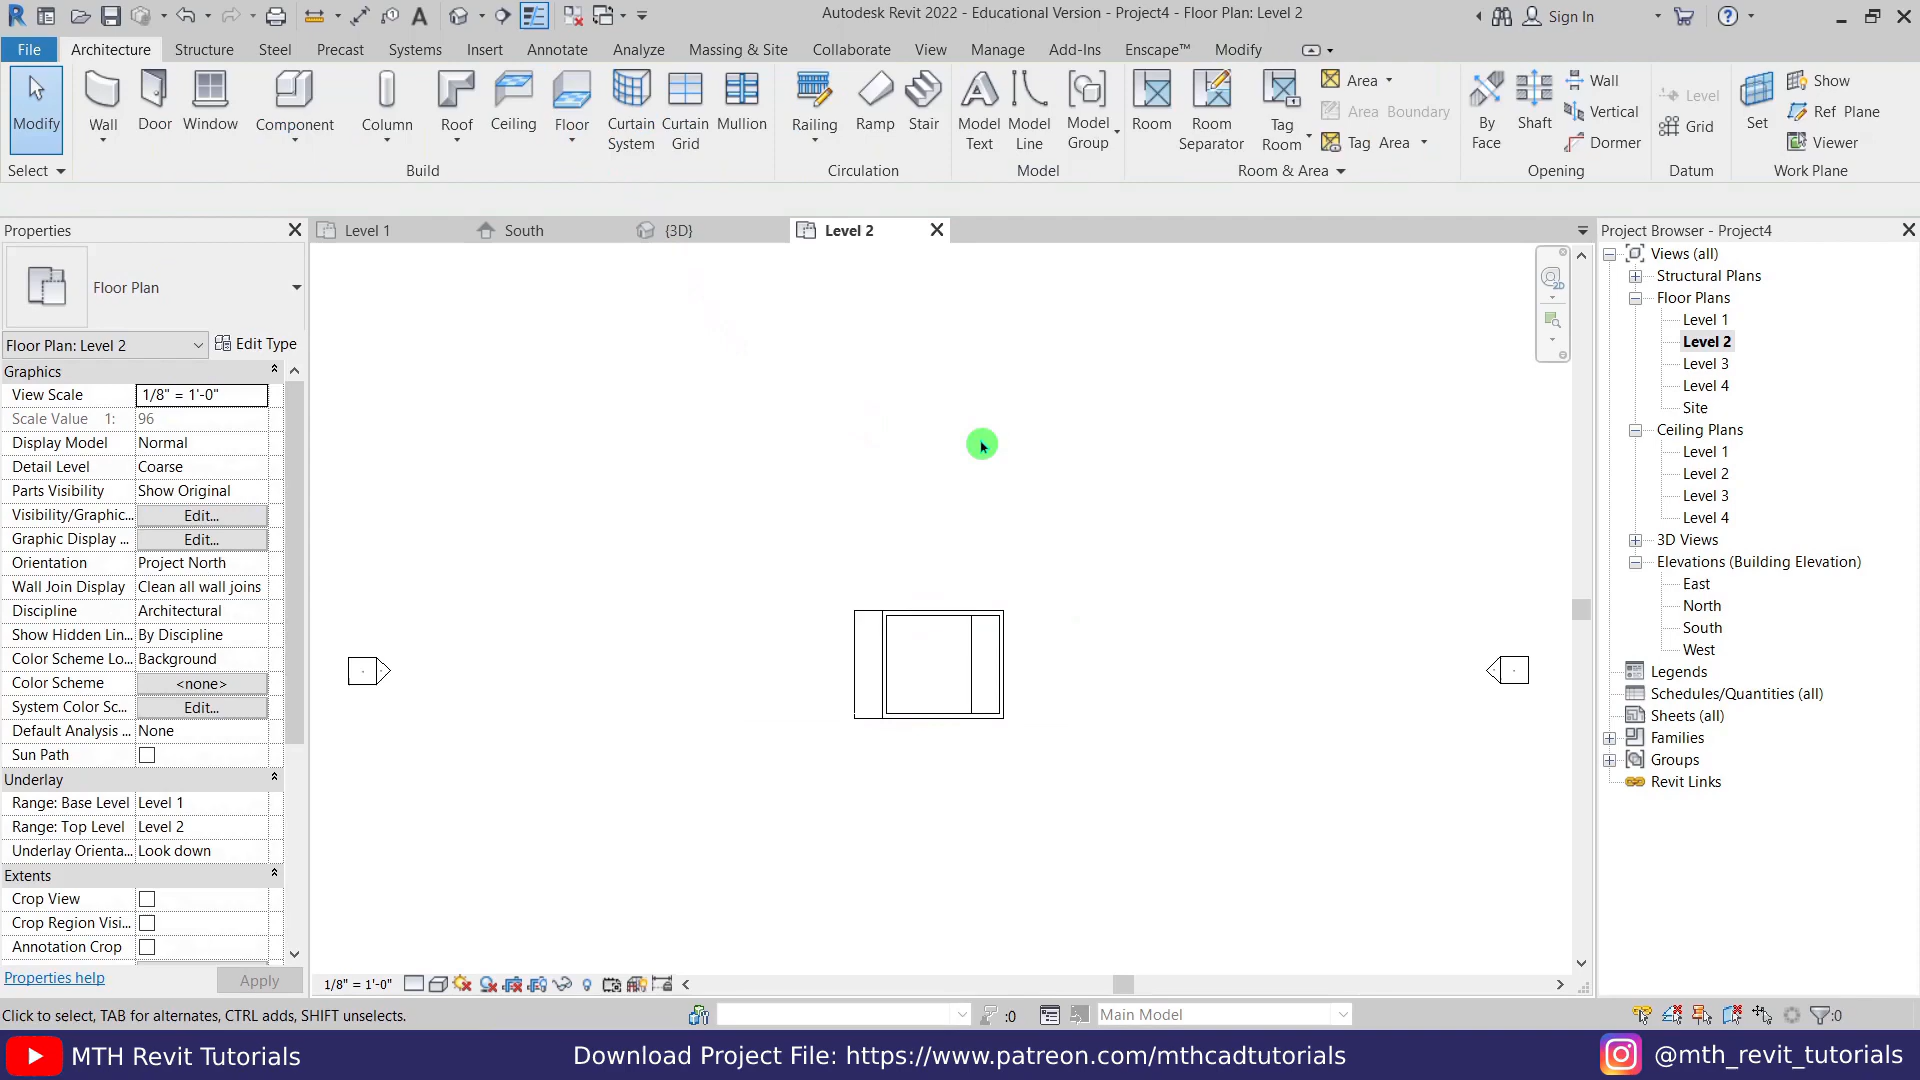 Autodesk Revit 2022 - Educational Version - Project4 - Floor Plan: Level 2
Sign In
File Architecture Structure Steel Precast Systems Insert Annotate Analyze Massing & Site Collaborate View Manage Add-Ins Enscape™ Modify
Modify Wall Door Window Component Column Roof Ceiling Floor Curtain System Curtain Grid Mullion Railing Ramp Stair Model Text Model Line Model Group Room Room Separator Tag Room
Area
Area Boundary
Tag Area
By Face
Shaft
Wall
Vertical
Dormer
Level
Grid
Set
Show
Ref Plane
Viewer
Select Build Circulation Model Room & Area Opening Datum Work Plane
Properties
Level 1 South {3D} Level 2
Project Browser - Project4
Floor Plan
Floor Plan: Level 2 Edit Type
Graphics
View Scale 1/8" = 1'-0"
Scale Value 1: 96
Display Model Normal
Detail Level Coarse
Parts Visibility Show Original
Visibility/Graphic... Edit...
Graphic Display ... Edit...
Orientation Project North
Wall Join Display Clean all wall joins
Discipline Architectural
Show Hidden Lin... By Discipline
Color Scheme Lo... Background
Color Scheme <none>
System Color Sc... Edit...
Default Analysis ... None
Sun Path
Underlay
Range: Base Level Level 1
Range: Top Level Level 2
Underlay Orienta... Look down
Extents
Crop View
Crop Region Visi...
Annotation Crop
Properties help Apply
2D
Views (all)
Structural Plans
Floor Plans
Level 1
Level 2
Level 3
Level 4
Site
Ceiling Plans
Level 1
Level 2
Level 3
Level 4
3D Views
Elevations (Building Elevation)
East
North
South
West
Legends
Schedules/Quantities (all)
Sheets (all)
Families
Groups
Revit Links
1/8" = 1'-0"
Click to select, TAB for alternates, CTRL adds, SHIFT unselects.
:0
Main Model
:0
MTH Revit Tutorials
Download Project File: https://www.patreon.com/mthcadtutorials
@mth_revit_tutorials